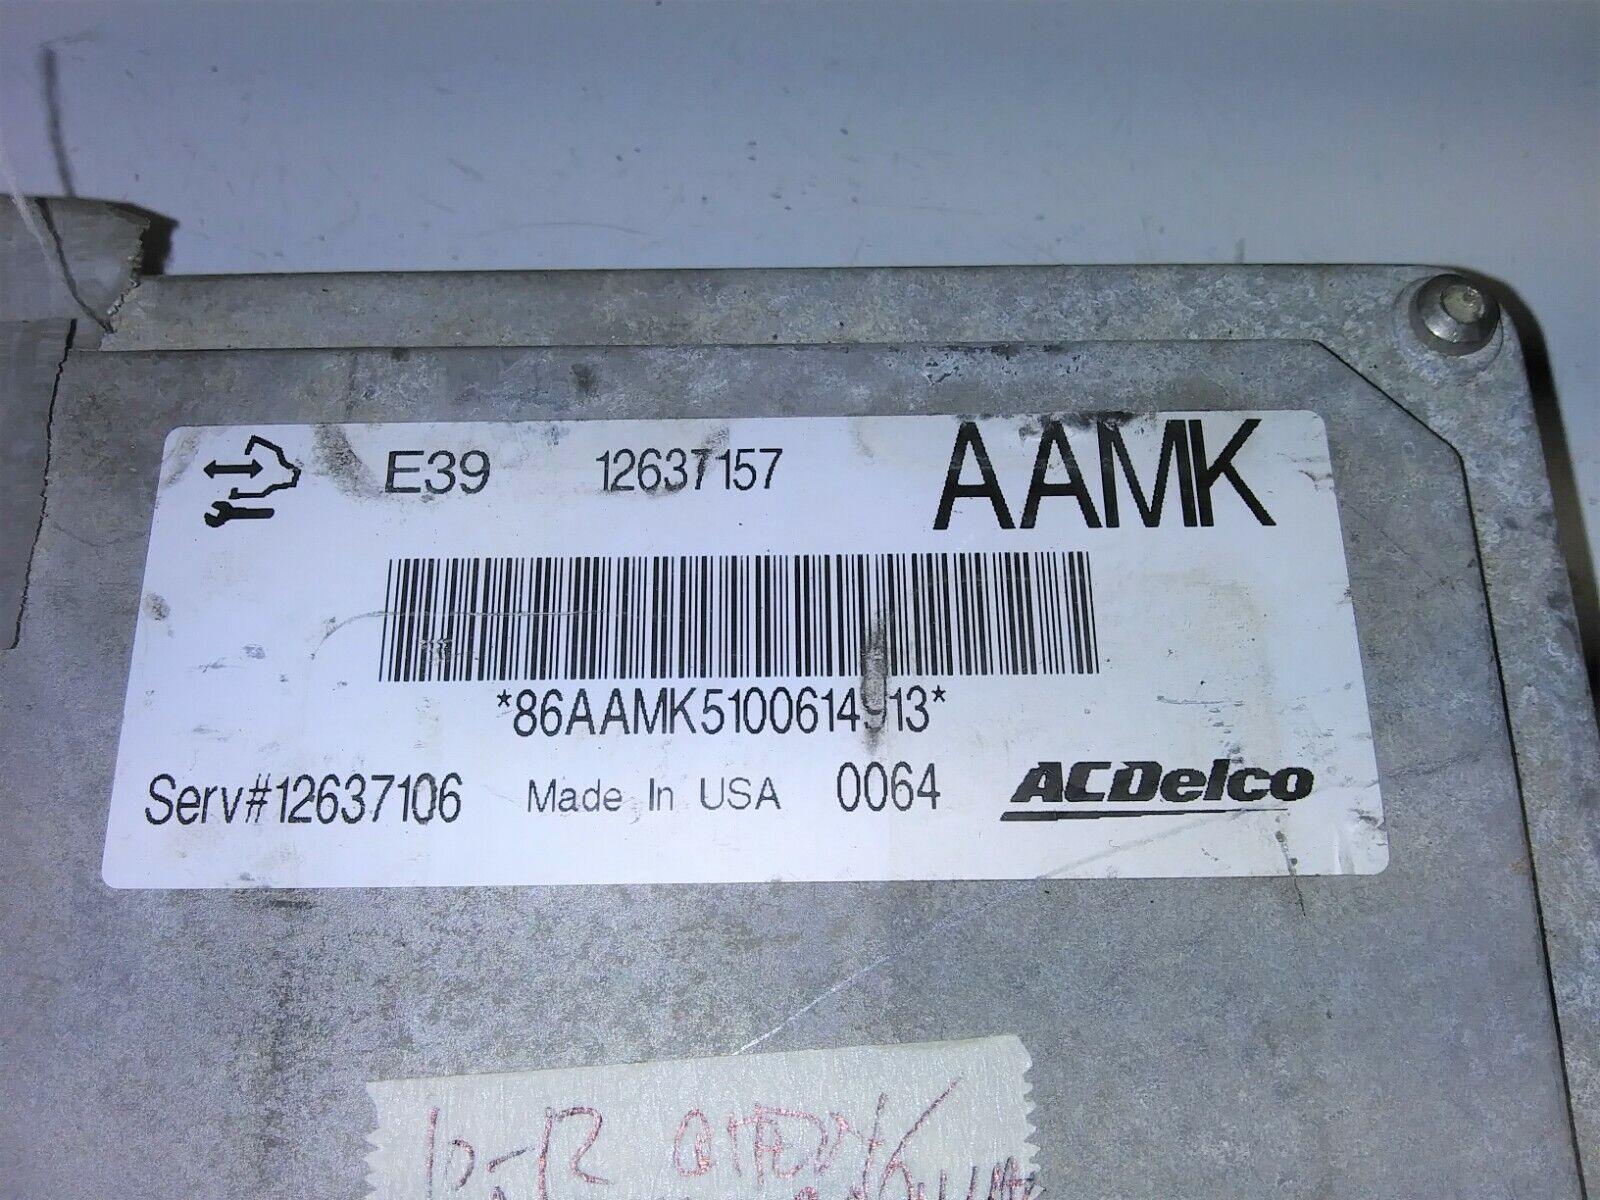 E39 12637157 AAMK
*86AAMK5100614913*
Serv#12637106 Made In USA 0064 ACDelco
10-12